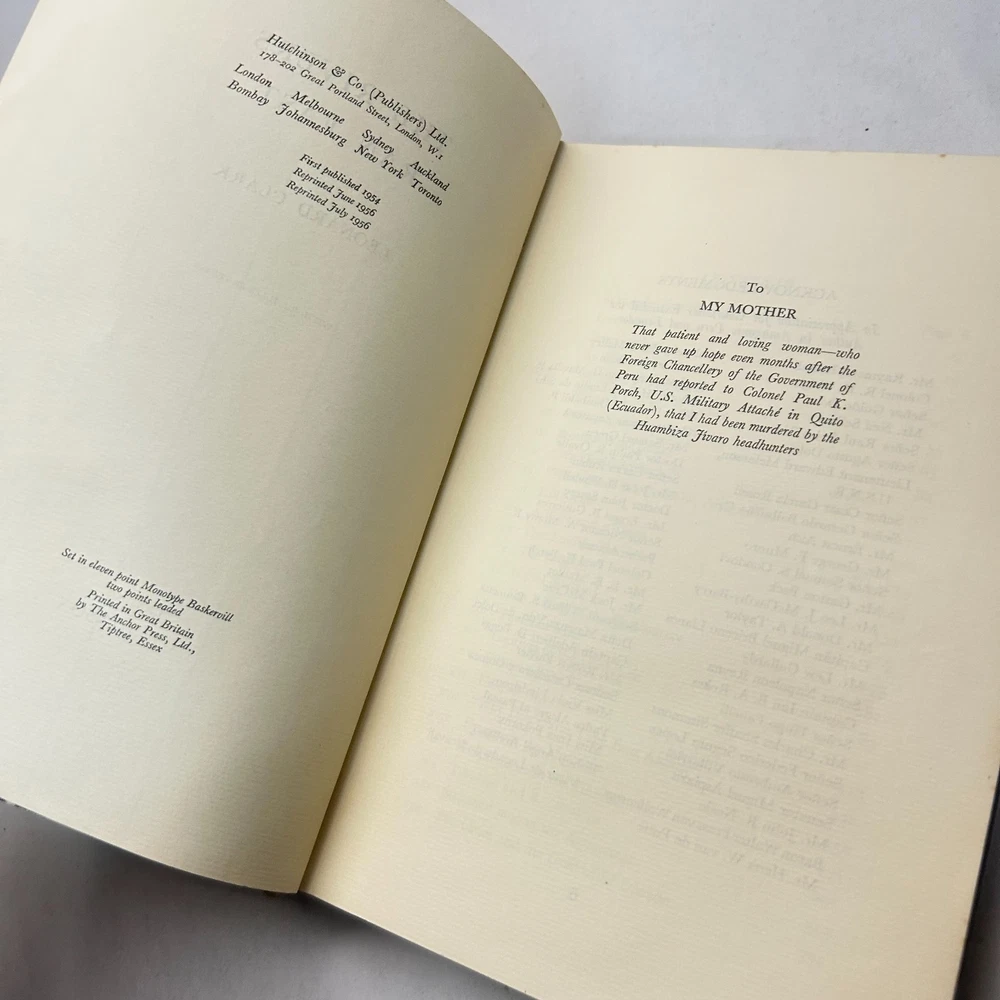 Hutchinson & Co. (Publishers) Ltd.
178–202 Great Portland Street, London, W.1
London Melbourne Sydney Auckland
Bombay Johannesburg New York Toronto
First published 1954
Reprinted June 1956
Reprinted July 1956
Set in eleven point Monotype Baskervill
two points leaded
Printed in Great Britain
by The Anchor Press, Ltd.,
Tiptree, Essex
To
MY MOTHER
That patient and loving woman—who
never gave up hope even months after the
Foreign Chancellery of the Government of
Peru had reported to Colonel Paul K.
Porch, U.S. Military Attaché in Quito
(Ecuador), that I had been murdered by the
Huambiza Jivaro headhunters